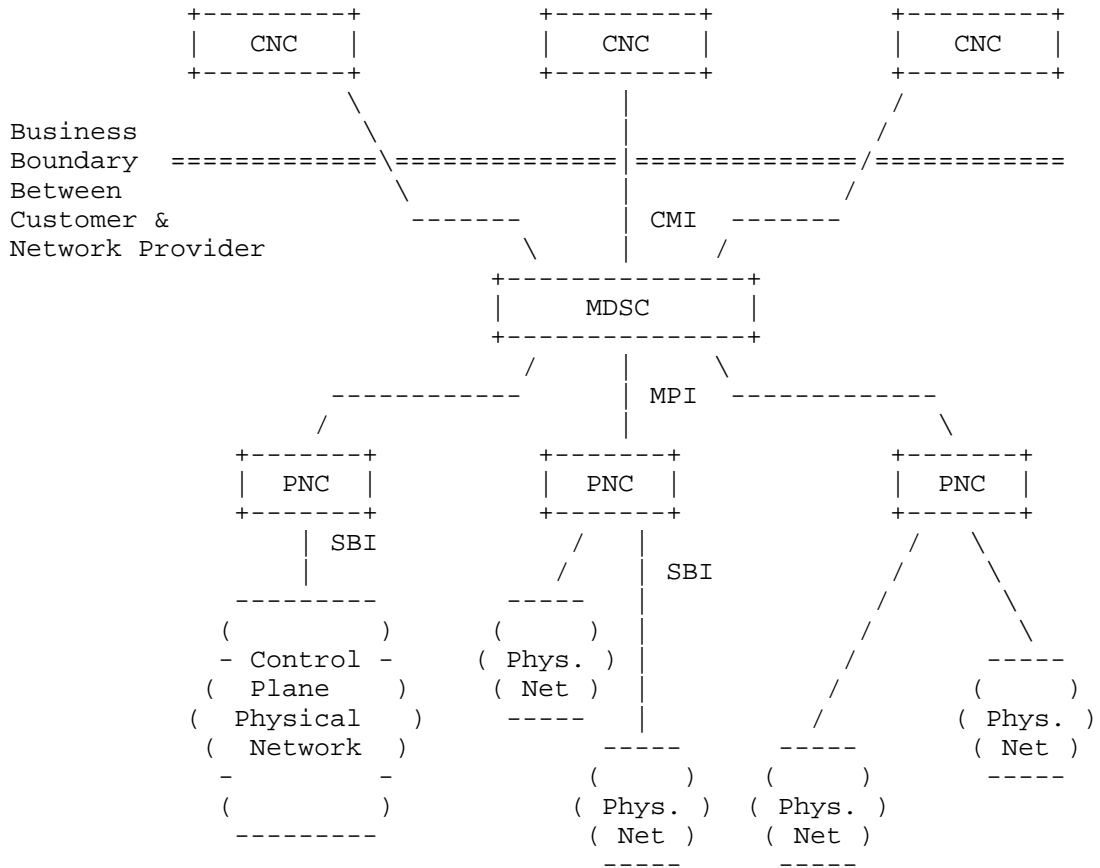 CNC CNC CNC
Business
Boundary
Between
Customer &
CMI
Network Provider
MDSC
MPI
PNC PNC PNC
SBI
SBI
Control Phys.
Plane Net
Physical Phys.
Network Net
Phys. Phys.
Net Net